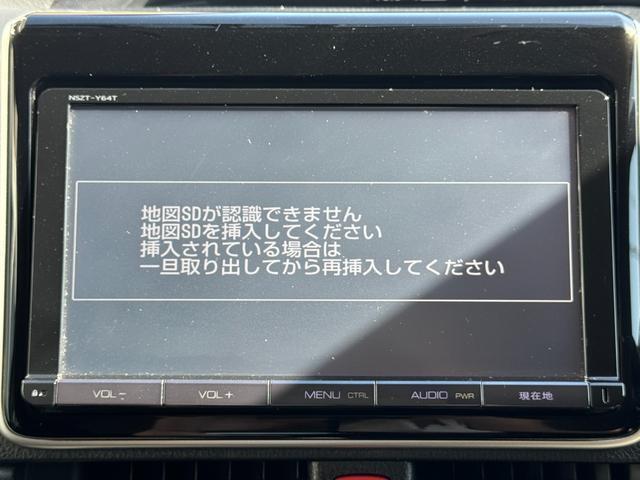 NSZT-Y64T
地図SDが認識できません
地図SDを挿入してください
挿入されている場合は
一旦取り出してから再挿入してください
VOL −
VOL +
MENU CTRL
AUDIO PWR
現在地